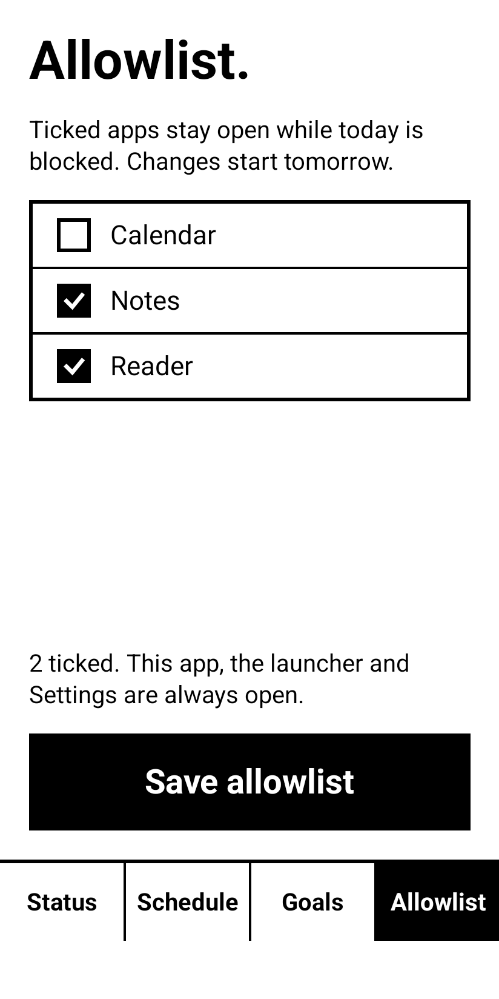 Allowlist.
Ticked apps stay open while today is
blocked. Changes start tomorrow.
Calendar
Notes
Reader
2 ticked. This app, the launcher and
Settings are always open.
Save allowlist
Status Schedule Goals Allowlist